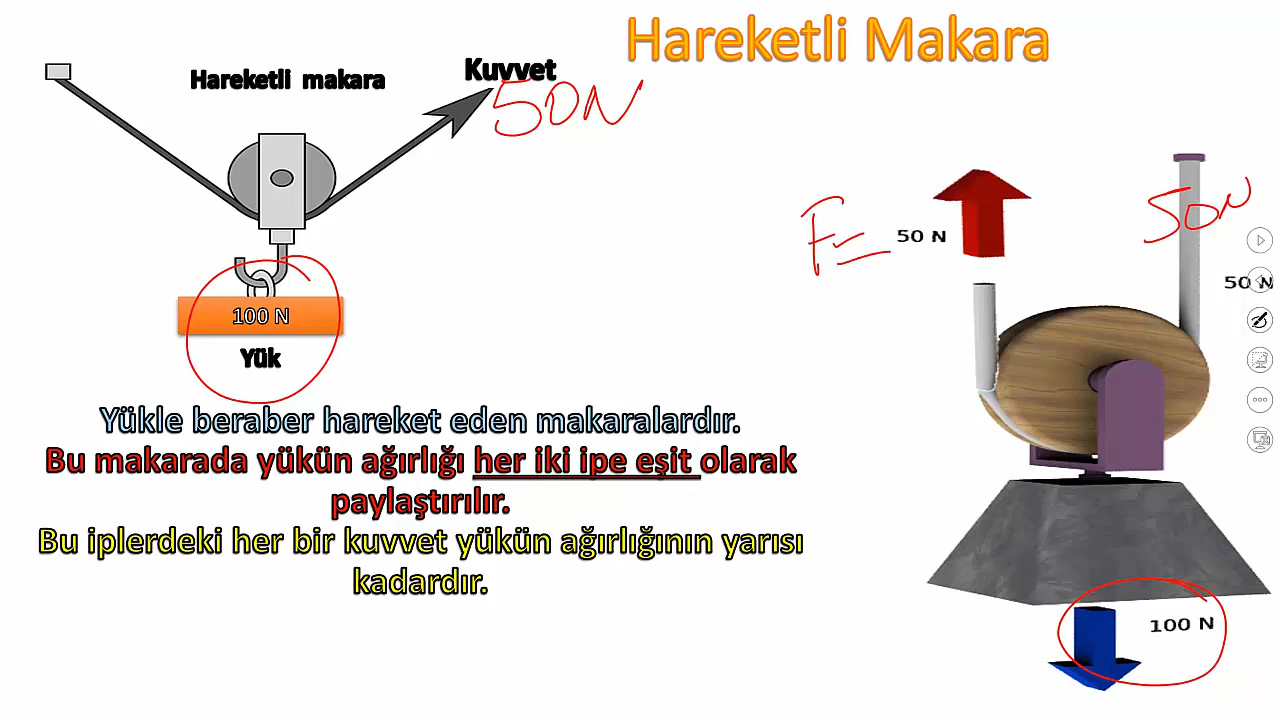 Hareketli Makara
Hareketli makara
Kuvvet
50N
100 N
Yük
F=
50 N
50N
50 N
100 N
Yükle beraber hareket eden makaralardır.
Bu makarada yükün ağırlığı her iki ipe eşit olarak
paylaştırılır.
Bu iplerdeki her bir kuvvet yükün ağırlığının yarısı
kadardır.